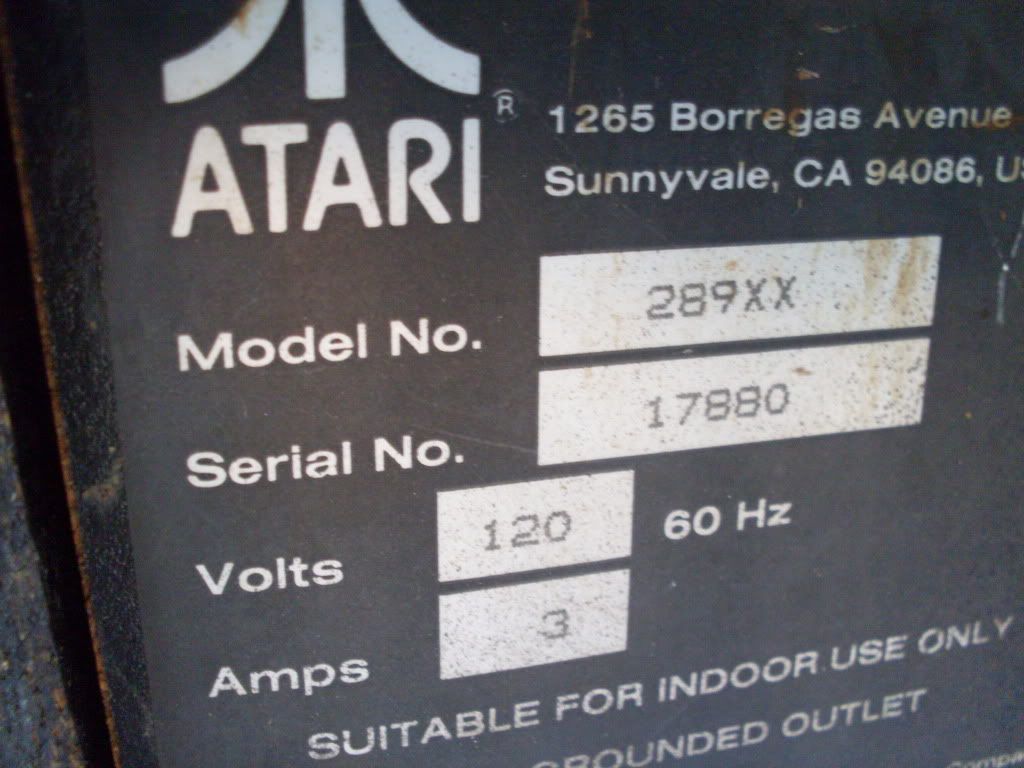 ATARI®
1265 Borregas Avenue
Sunnyvale, CA 94086, US
Model No. 289XX
Serial No. 17880
Volts 120 60 Hz
Amps 3
SUITABLE FOR INDOOR USE ONLY
GROUNDED OUTLET